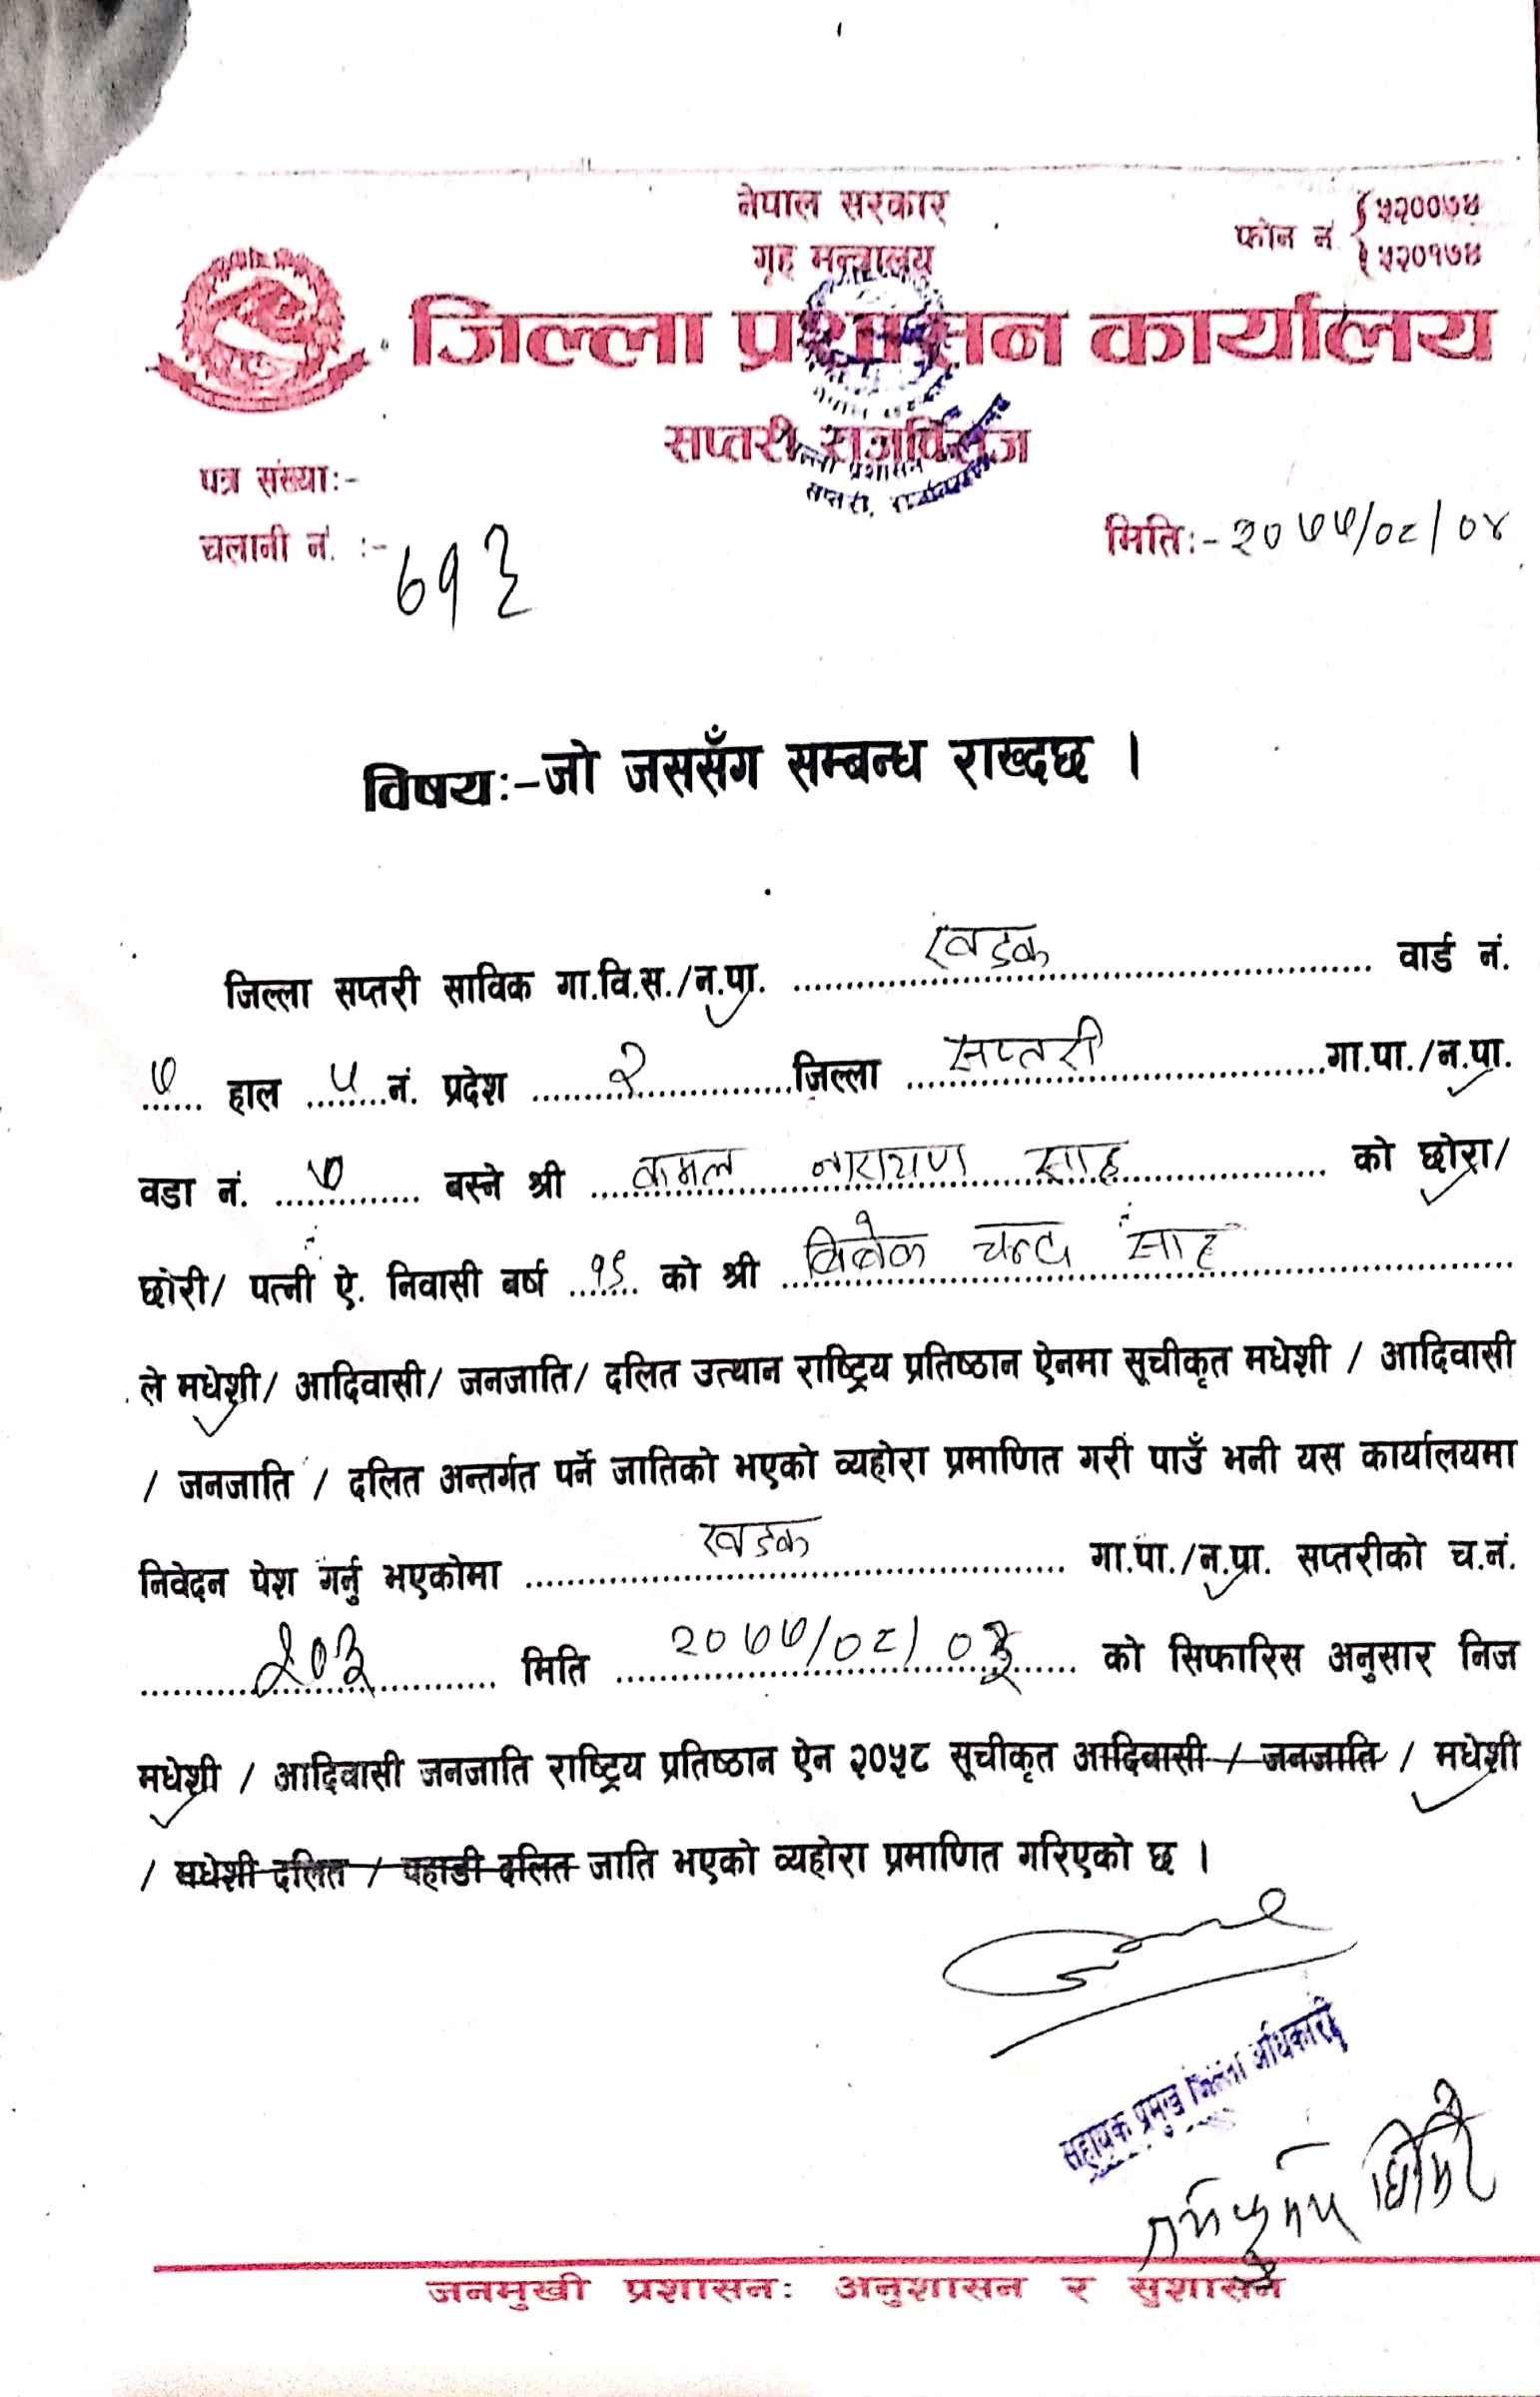 नेपाल सरकार
गृह मन्त्रालय
फोन नं ५२००७४
५२०१७४
जिल्ला प्रशासन कार्यालय
सप्तरी, राजविराज
पत्र संख्याः-
चलानी नं. :- ७१३
मितिः- २०७७/०८/०४
विषयः-जो जससँग सम्बन्ध राख्दछ ।
जिल्ला सप्तरी साविक गा.वि.स./न.पा. खडक वार्ड नं.
७ हाल ५ नं. प्रदेश २ जिल्ला सप्तरी गा.पा./न.पा.
वडा नं. ७ बस्ने श्री कमल नारायण साह को छोरा/
छोरी/ पत्नी ऐ. निवासी बर्ष १९ को श्री बिबेक चन्द्र साह
ले मधेशी/ आदिवासी/ जनजाति/ दलित उत्थान राष्ट्रिय प्रतिष्ठान ऐनमा सूचीकृत मधेशी / आदिवासी
/ जनजाति / दलित अन्तर्गत पर्ने जातिको भएको व्यहोरा प्रमाणित गरी पाउँ भनी यस कार्यालयमा
निवेदन पेश गर्नु भएकोमा खडक गा.पा./न.पा. सप्तरीको च.नं.
४०३ मिति २०७७/०८/०३ को सिफारिस अनुसार निज
मधेशी / आदिवासी जनजाति राष्ट्रिय प्रतिष्ठान ऐन २०५८ सूचीकृत आदिवासी / जनजाति / मधेशी
/ मधेशी दलित / पहाडी दलित जाति भएको व्यहोरा प्रमाणित गरिएको छ ।
सहायक प्रमुख जिल्ला अधिकारी
जनमुखी प्रशासनः अनुशासन र सुशासन